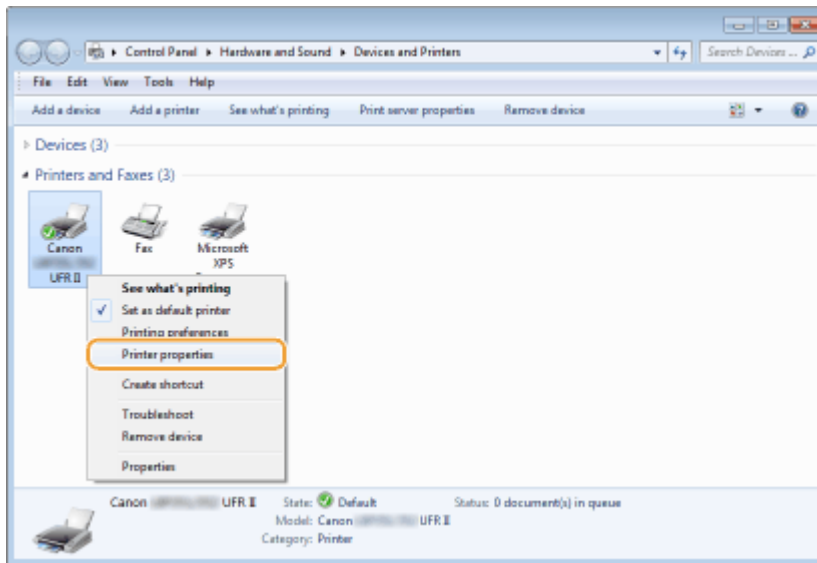 Control Panel Hardware and Sound Devices and Printers Search Devices ...
File Edit View Tools Help
Add a device Add a printer See what's printing Print server properties Remove device
Devices (3)
Printers and Faxes (3)
Canon
UFR II
Fax
Microsoft
XPS
See what's printing
Set as default printer
Printing preferences
Printer properties
Create shortcut
Troubleshoot
Remove device
Properties
Canon UFR II State: Default Status: 0 document(s) in queue
Model: Canon UFR II
Category: Printer